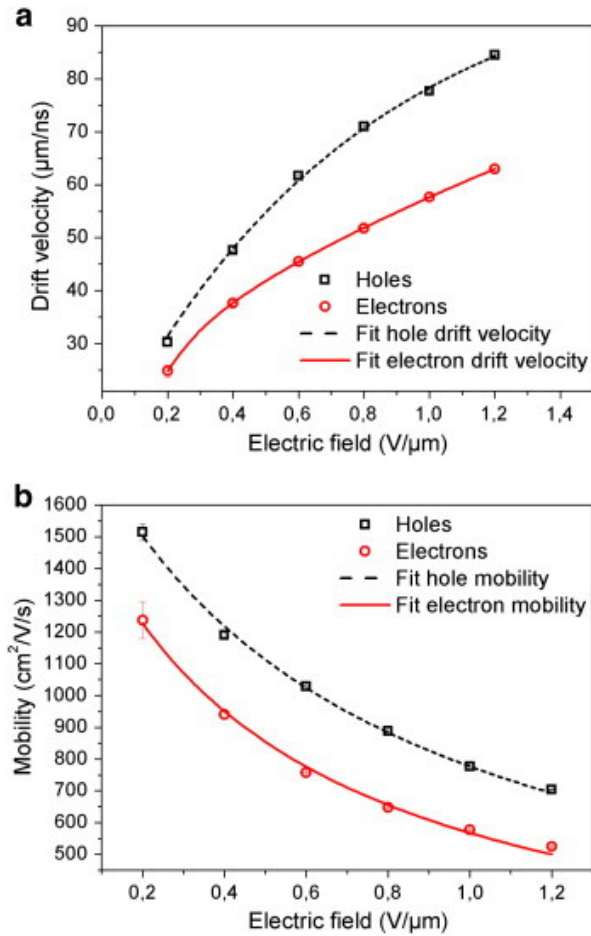 a
90
80
70
60
50
40
30
Drift velocity (µm/ns)
Holes
Electrons
Fit hole drift velocity
Fit electron drift velocity
0,0 0,2 0,4 0,6 0,8 1,0 1,2 1,4
Electric field (V/µm)
b
1600
1500
1400
1300
1200
1100
1000
900
800
700
600
500
Mobility (cm²/V/s)
Holes
Electrons
Fit hole mobility
Fit electron mobility
0,2 0,4 0,6 0,8 1,0 1,2
Electric field (V/µm)